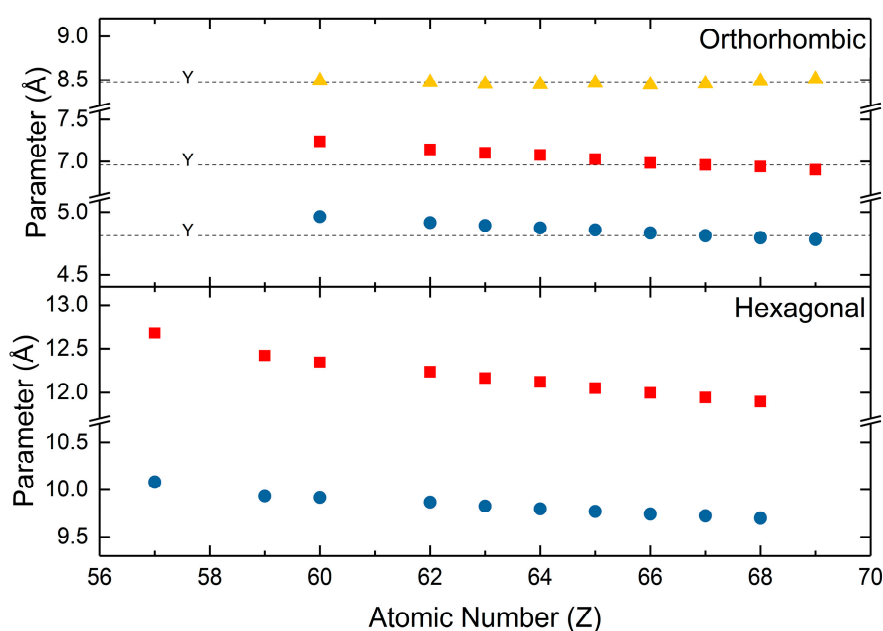 Orthorhombic
Parameter (Å)
9.0
8.5
Y
7.5
7.0
Y
5.0
Y
4.5
Hexagonal
Parameter (Å)
13.0
12.5
12.0
10.5
10.0
9.5
56 58 60 62 64 66 68 70
Atomic Number (Z)